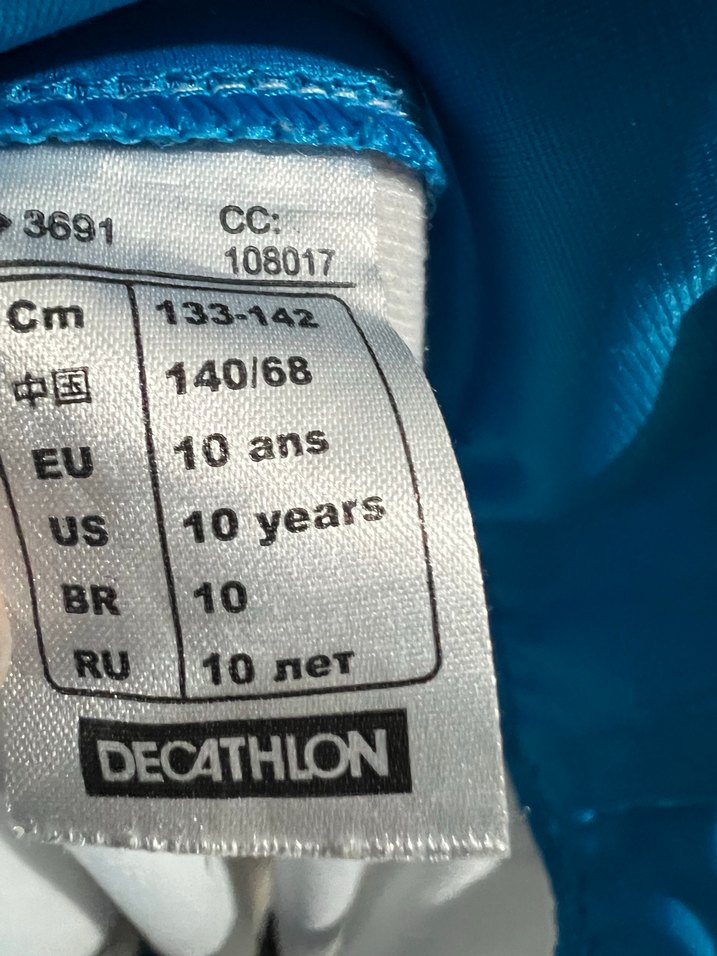 3691 CC:
108017
Cm 133-142
中国 140/68
EU 10 ans
US 10 years
BR 10
RU 10 лет
DECATHLON